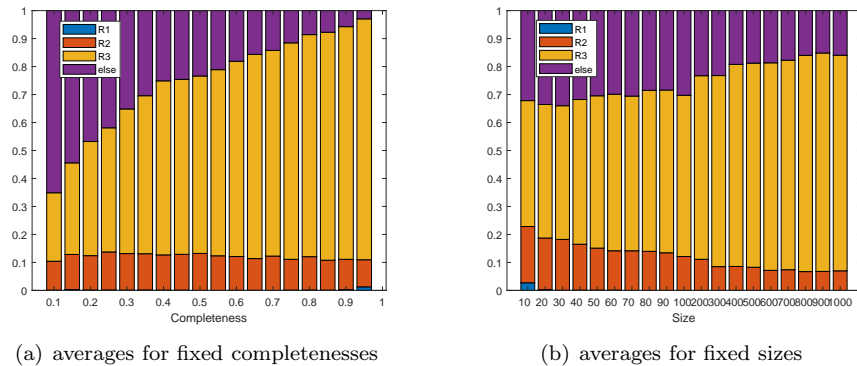 1
0.9
0.8
0.7
0.6
0.5
0.4
0.3
0.2
0.1
0
R1
R2
R3
else
0.1 0.2 0.3 0.4 0.5 0.6 0.7 0.8 0.9 1
Completeness
(a) averages for fixed completenesses
1
0.9
0.8
0.7
0.6
0.5
0.4
0.3
0.2
0.1
0
R1
R2
R3
else
10 20 30 40 50 60 70 80 90 100 200 300 400 500 600 700 800 900 1000
Size
(b) averages for fixed sizes